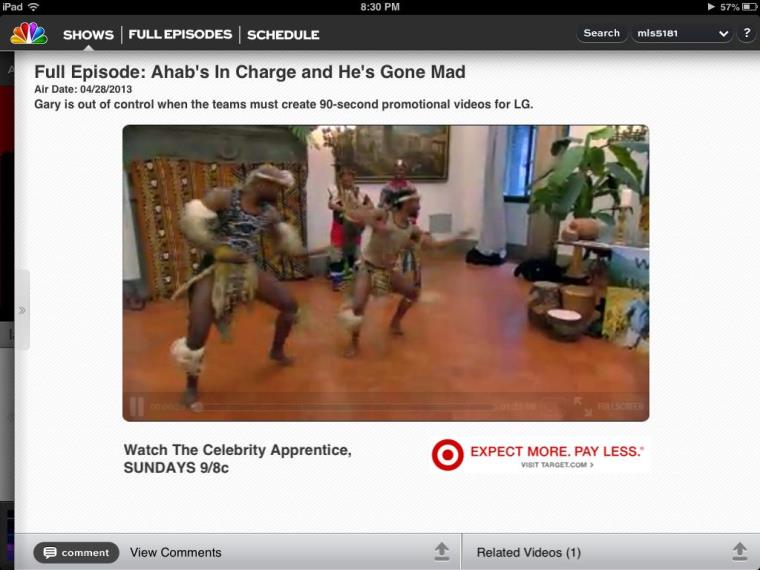 iPad 8:30 PM 57%
SHOWS FULL EPISODES SCHEDULE Search mls5181 ?
Full Episode: Ahab's In Charge and He's Gone Mad
Air Date: 04/28/2013
Gary is out of control when the teams must create 90-second promotional videos for LG.
FULLSCREEN
Watch The Celebrity Apprentice,
SUNDAYS 9/8c
EXPECT MORE. PAY LESS.®
VISIT TARGET.COM >
comment View Comments Related Videos (1)